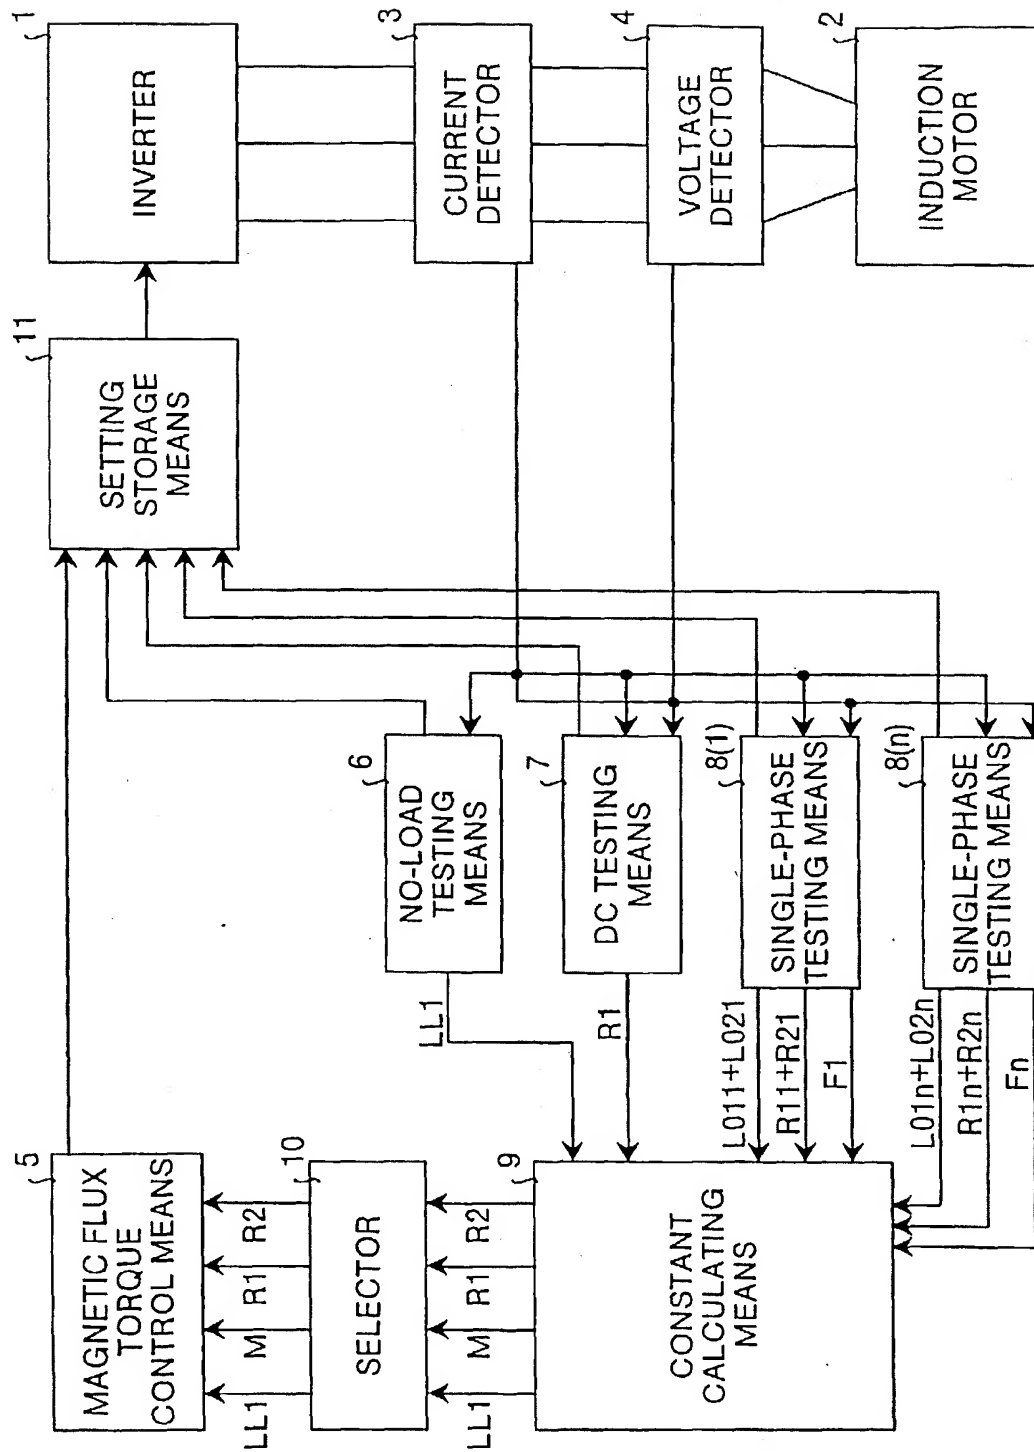 MAGNETIC FLUX
TORQUE
CONTROL MEANS
5
LL1
M
R1
R2
SELECTOR
10
LL1
M
R1
R2
CONSTANT
CALCULATING
MEANS
9
LL1
R1
L011+L021
R11+R21
F1
L01n+L02n
R1n+R2n
Fn
NO-LOAD
TESTING
MEANS
6
DC TESTING
MEANS
7
SINGLE-PHASE
TESTING MEANS
8(1)
SINGLE-PHASE
TESTING MEANS
8(n)
SETTING
STORAGE
MEANS
11
INVERTER
1
CURRENT
DETECTOR
3
VOLTAGE
DETECTOR
4
INDUCTION
MOTOR
2